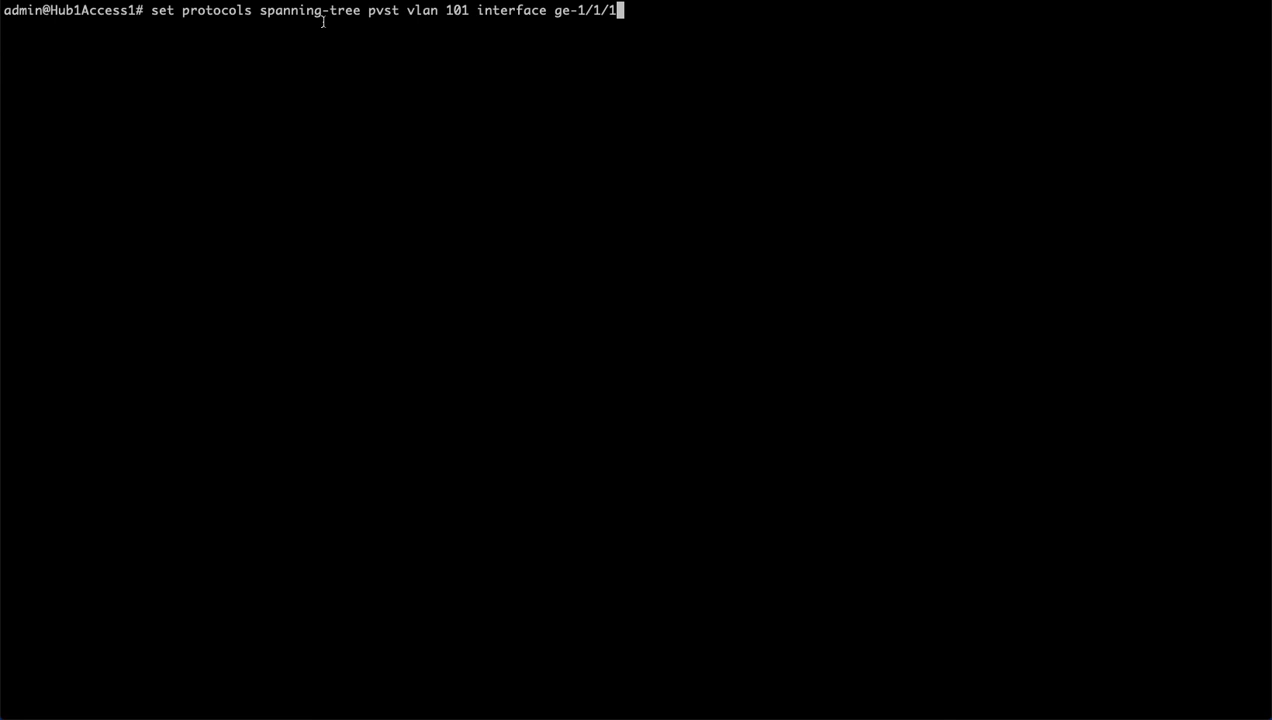 admin@Hub1Access1# set protocols spanning-tree pvst vlan 101 interface ge-1/1/1